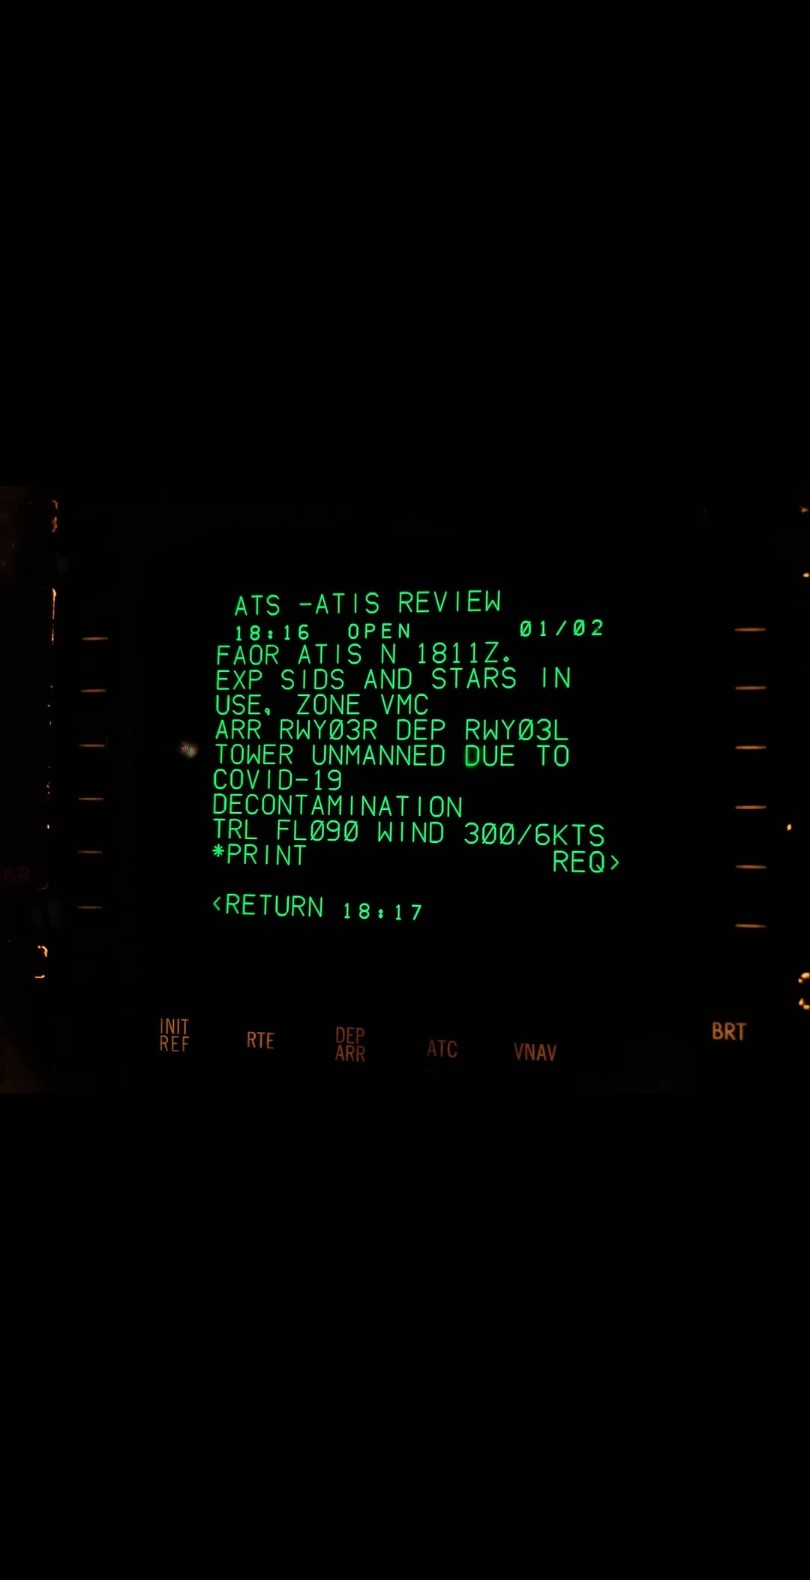 ATS -ATIS REVIEW
18:16 OPEN 01/02
FAOR ATIS N 1811Z.
EXP SIDS AND STARS IN
USE, ZONE VMC
ARR RWY03R DEP RWY03L
TOWER UNMANNED DUE TO
COVID-19
DECONTAMINATION
TRL FL090 WIND 300/6KTS
*PRINT REQ>
<RETURN 18:17
INIT REF RTE DEP ARR ATC VNAV BRT